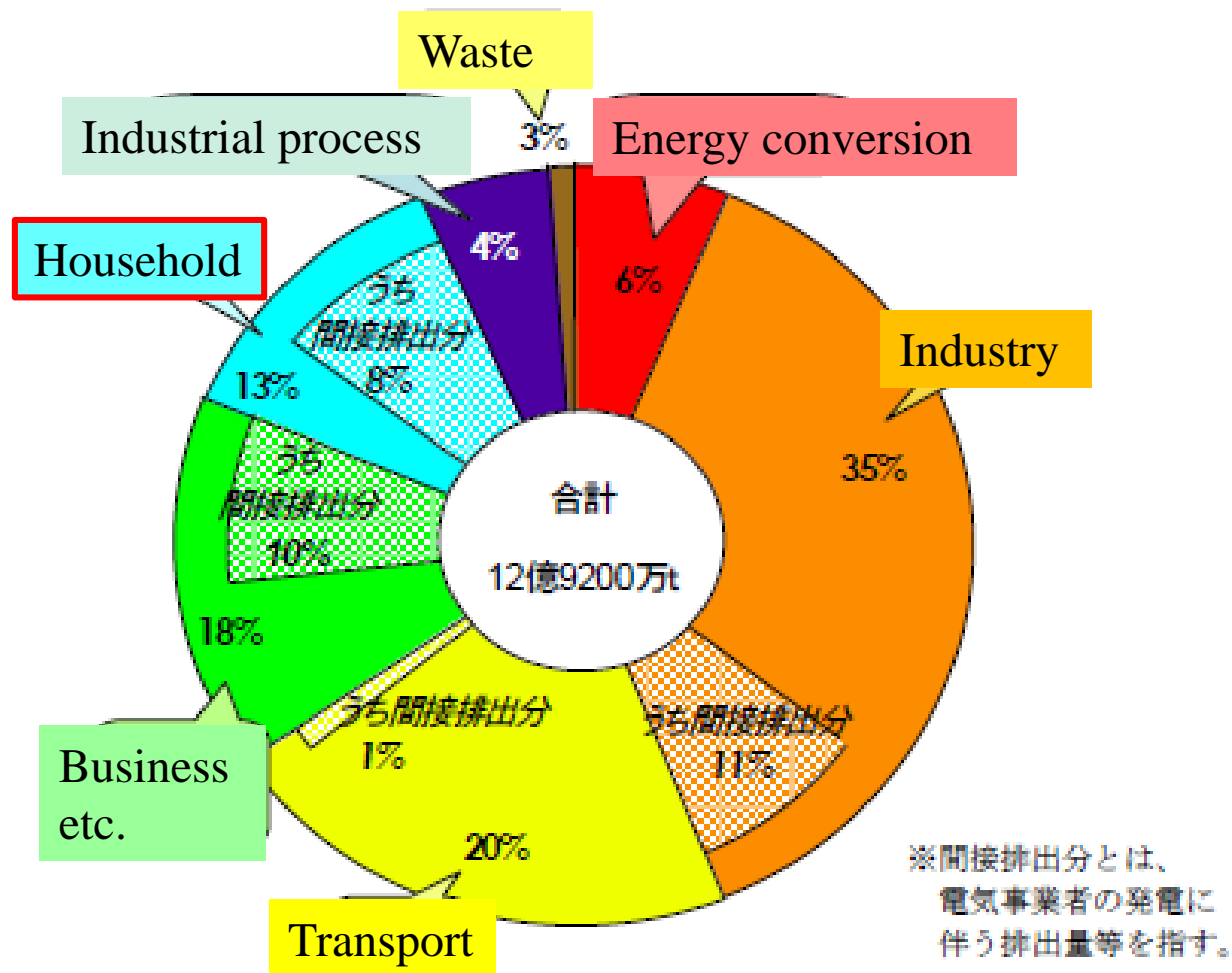 Waste
Industrial process
3%
Energy conversion
Household
4%
6%
うち
間接排出分
8%
13%
Industry
35%
うち
間接排出分
10%
合計
12億9200万t
18%
うち間接排出分
1%
うち間接排出分
11%
Business
etc.
20%
Transport
※間接排出分とは、
電気事業者の発電に
伴う排出量等を指す。